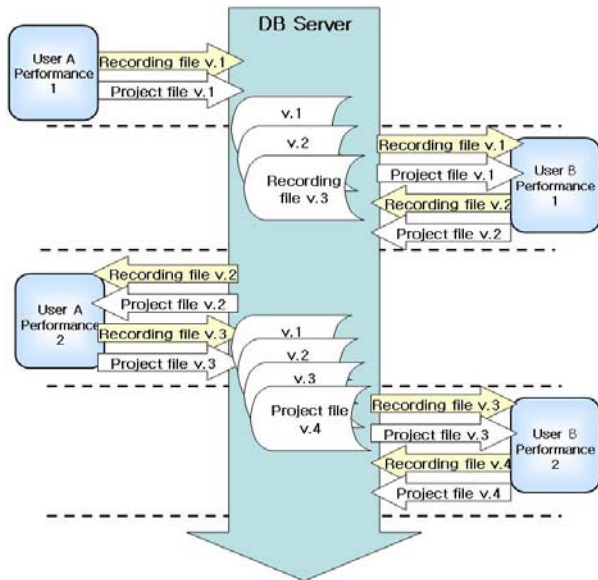 DB Server
User A
Performance
1
Recording file v.1
Project file v.1
v.1
v.2
Recording
file v.3
Recording file v.1
Project file v.1
Recording file v.2
Project file v.2
User B
Performance
1
Recording file v.2
Project file v.2
User A
Performance
2
Recording file v.3
Project file v.3
v.1
v.2
v.3
Project file
v.4
Recording file v.3
Project file v.3
Recording file v.4
Project file v.4
User B
Performance
2